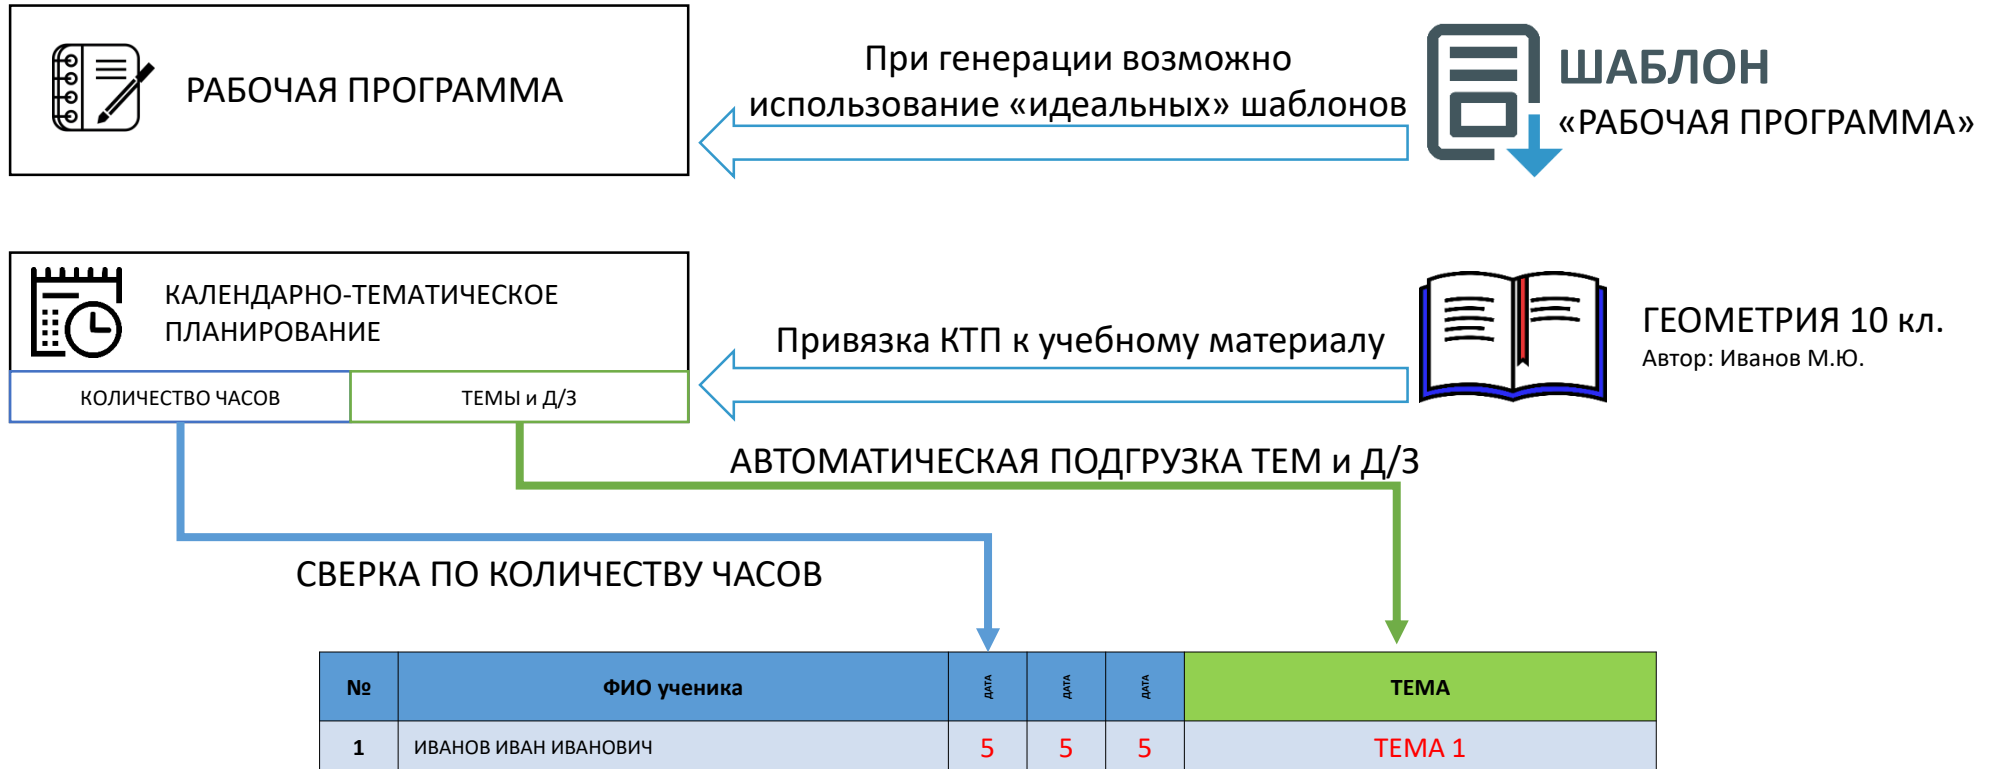 РАБОЧАЯ ПРОГРАММА
При генерации возможно
использование «идеальных» шаблонов
ШАБЛОН
«РАБОЧАЯ ПРОГРАММА»
КАЛЕНДАРНО-ТЕМАТИЧЕСКОЕ
ПЛАНИРОВАНИЕ
КОЛИЧЕСТВО ЧАСОВ
ТЕМЫ и Д/З
Привязка КТП к учебному материалу
ГЕОМЕТРИЯ 10 кл.
Автор: Иванов М.Ю.
АВТОМАТИЧЕСКАЯ ПОДГРУЗКА ТЕМ и Д/З
СВЕРКА ПО КОЛИЧЕСТВУ ЧАСОВ
№ ФИО ученика ДАТА ДАТА ДАТА ТЕМА
1 ИВАНОВ ИВАН ИВАНОВИЧ 5 5 5 ТЕМА 1